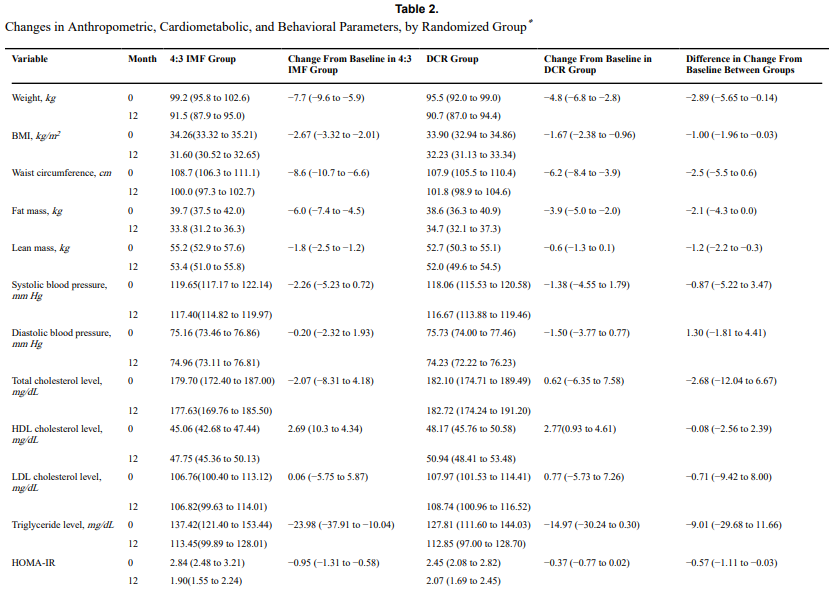 Table 2.
Changes in Anthropometric, Cardiometabolic, and Behavioral Parameters, by Randomized Group*
Variable Month 4:3 IMF Group Change From Baseline in 4:3 IMF Group DCR Group Change From Baseline in DCR Group Difference in Change From Baseline Between Groups
Weight, kg 0 99.2 (95.8 to 102.6) −7.7 (−9.6 to −5.9) 95.5 (92.0 to 99.0) −4.8 (−6.8 to −2.8) −2.89 (−5.65 to −0.14)
12 91.5 (87.9 to 95.0) 90.7 (87.0 to 94.4)
BMI, kg/m² 0 34.26(33.32 to 35.21) −2.67 (−3.32 to −2.01) 33.90 (32.94 to 34.86) −1.67 (−2.38 to −0.96) −1.00 (−1.96 to −0.03)
12 31.60 (30.52 to 32.65) 32.23 (31.13 to 33.34)
Waist circumference, cm 0 108.7 (106.3 to 111.1) −8.6 (−10.7 to −6.6) 107.9 (105.5 to 110.4) −6.2 (−8.4 to −3.9) −2.5 (−5.5 to 0.6)
12 100.0 (97.3 to 102.7) 101.8 (98.9 to 104.6)
Fat mass, kg 0 39.7 (37.5 to 42.0) −6.0 (−7.4 to −4.5) 38.6 (36.3 to 40.9) −3.9 (−5.0 to −2.0) −2.1 (−4.3 to 0.0)
12 33.8 (31.2 to 36.3) 34.7 (32.1 to 37.3)
Lean mass, kg 0 55.2 (52.9 to 57.6) −1.8 (−2.5 to −1.2) 52.7 (50.3 to 55.1) −0.6 (−1.3 to 0.1) −1.2 (−2.2 to −0.3)
12 53.4 (51.0 to 55.8) 52.0 (49.6 to 54.5)
Systolic blood pressure, mm Hg 0 119.65(117.17 to 122.14) −2.26 (−5.23 to 0.72) 118.06 (115.53 to 120.58) −1.38 (−4.55 to 1.79) −0.87 (−5.22 to 3.47)
12 117.40(114.82 to 119.97) 116.67 (113.88 to 119.46)
Diastolic blood pressure, mm Hg 0 75.16 (73.46 to 76.86) −0.20 (−2.32 to 1.93) 75.73 (74.00 to 77.46) −1.50 (−3.77 to 0.77) 1.30 (−1.81 to 4.41)
12 74.96 (73.11 to 76.81) 74.23 (72.22 to 76.23)
Total cholesterol level, mg/dL 0 179.70 (172.40 to 187.00) −2.07 (−8.31 to 4.18) 182.10 (174.71 to 189.49) 0.62 (−6.35 to 7.58) −2.68 (−12.04 to 6.67)
12 177.63(169.76 to 185.50) 182.72 (174.24 to 191.20)
HDL cholesterol level, mg/dL 0 45.06 (42.68 to 47.44) 2.69 (10.3 to 4.34) 48.17 (45.76 to 50.58) 2.77(0.93 to 4.61) −0.08 (−2.56 to 2.39)
12 47.75 (45.36 to 50.13) 50.94 (48.41 to 53.48)
LDL cholesterol level, mg/dL 0 106.76(100.40 to 113.12) 0.06 (−5.75 to 5.87) 107.97 (101.53 to 114.41) 0.77 (−5.73 to 7.26) −0.71 (−9.42 to 8.00)
12 106.82(99.63 to 114.01) 108.74 (100.96 to 116.52)
Triglyceride level, mg/dL 0 137.42(121.40 to 153.44) −23.98 (−37.91 to −10.04) 127.81 (111.60 to 144.03) −14.97 (−30.24 to 0.30) −9.01 (−29.68 to 11.66)
12 113.45(99.89 to 128.01) 112.85 (97.00 to 128.70)
HOMA-IR 0 2.84 (2.48 to 3.21) −0.95 (−1.31 to −0.58) 2.45 (2.08 to 2.82) −0.37 (−0.77 to 0.02) −0.57 (−1.11 to −0.03)
12 1.90(1.55 to 2.24) 2.07 (1.69 to 2.45)